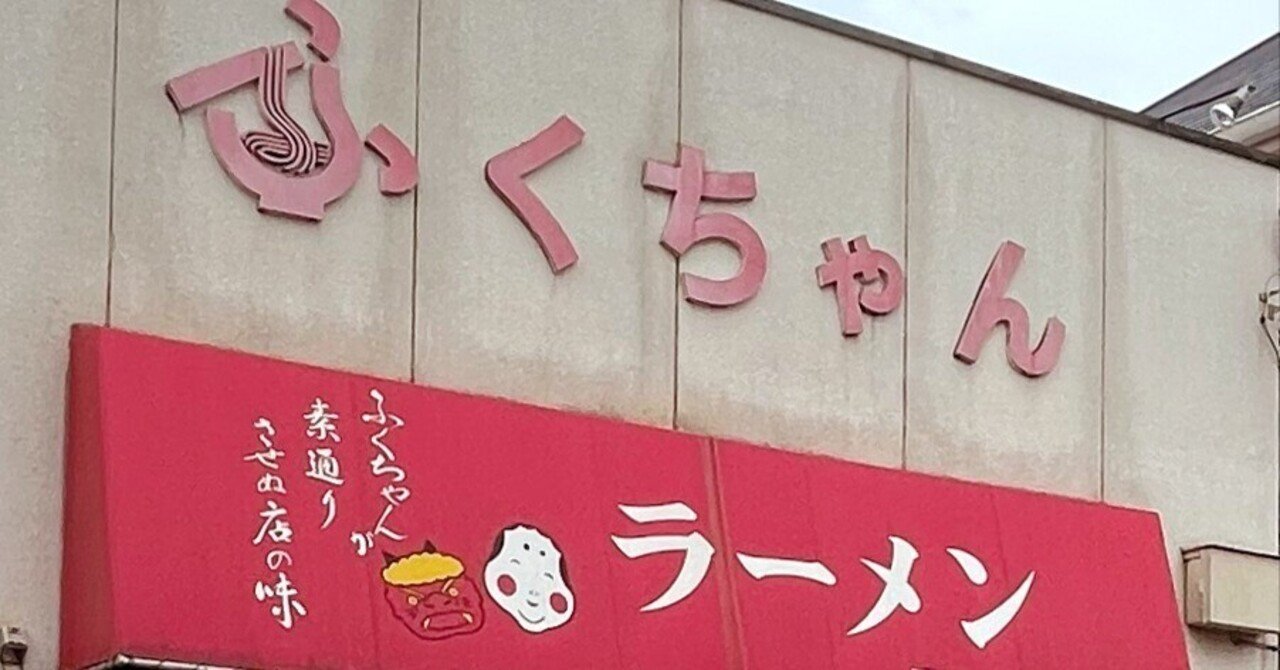 ふくちゃん
ふくちゃんが
素通り
させぬ店の味
ラーメン